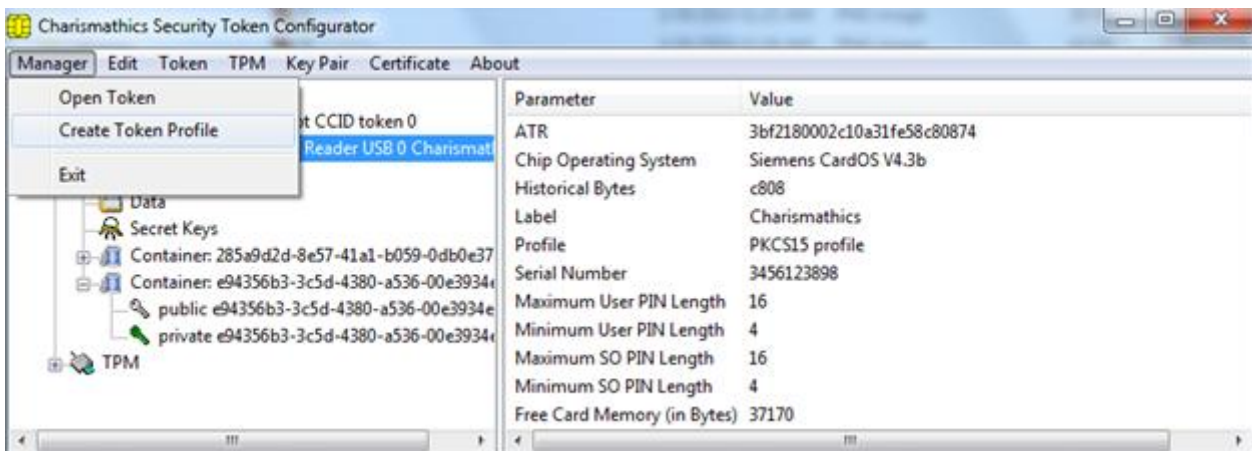 Charismathics Security Token Configurator
Manager Edit Token TPM Key Pair Certificate About
Open Token
Create Token Profile
Exit
t CCID token 0
Reader USB 0 Charismat
Data
Secret Keys
Container: 285a9d2d-8e57-41a1-b059-0db0e37
Container: e94356b3-3c5d-4380-a536-00e3934
public e94356b3-3c5d-4380-a536-00e3934e
private e94356b3-3c5d-4380-a536-00e3934
TPM
Parameter Value
ATR 3bf2180002c10a31fe58c80874
Chip Operating System Siemens CardOS V4.3b
Historical Bytes c808
Label Charismathics
Profile PKCS15 profile
Serial Number 3456123898
Maximum User PIN Length 16
Minimum User PIN Length 4
Maximum SO PIN Length 16
Minimum SO PIN Length 4
Free Card Memory (in Bytes) 37170